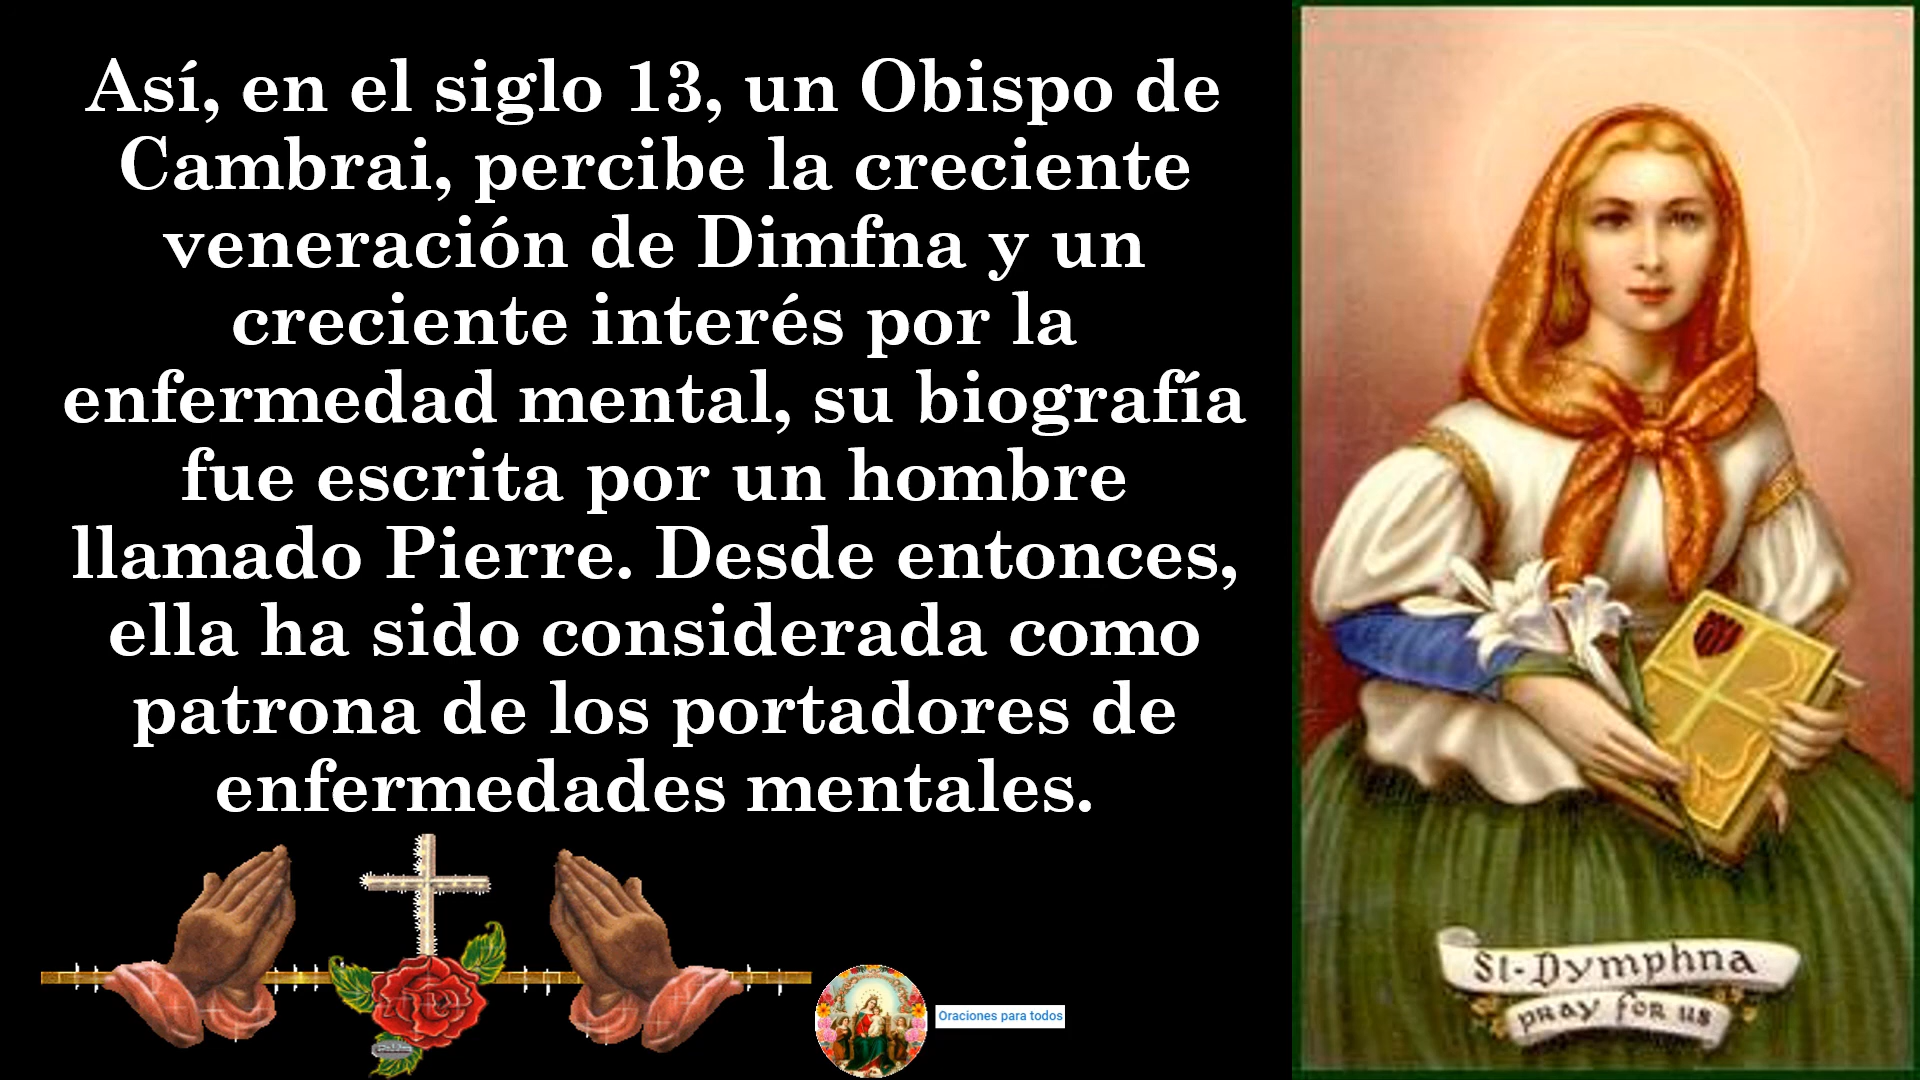 Así, en el siglo 13, un Obispo de
Cambrai, percibe la creciente
veneración de Dimfna y un
creciente interés por la
enfermedad mental, su biografía
fue escrita por un hombre
llamado Pierre. Desde entonces,
ella ha sido considerada como
patrona de los portadores de
enfermedades mentales.
Oraciones para todos
St-Dymphna
pray for us